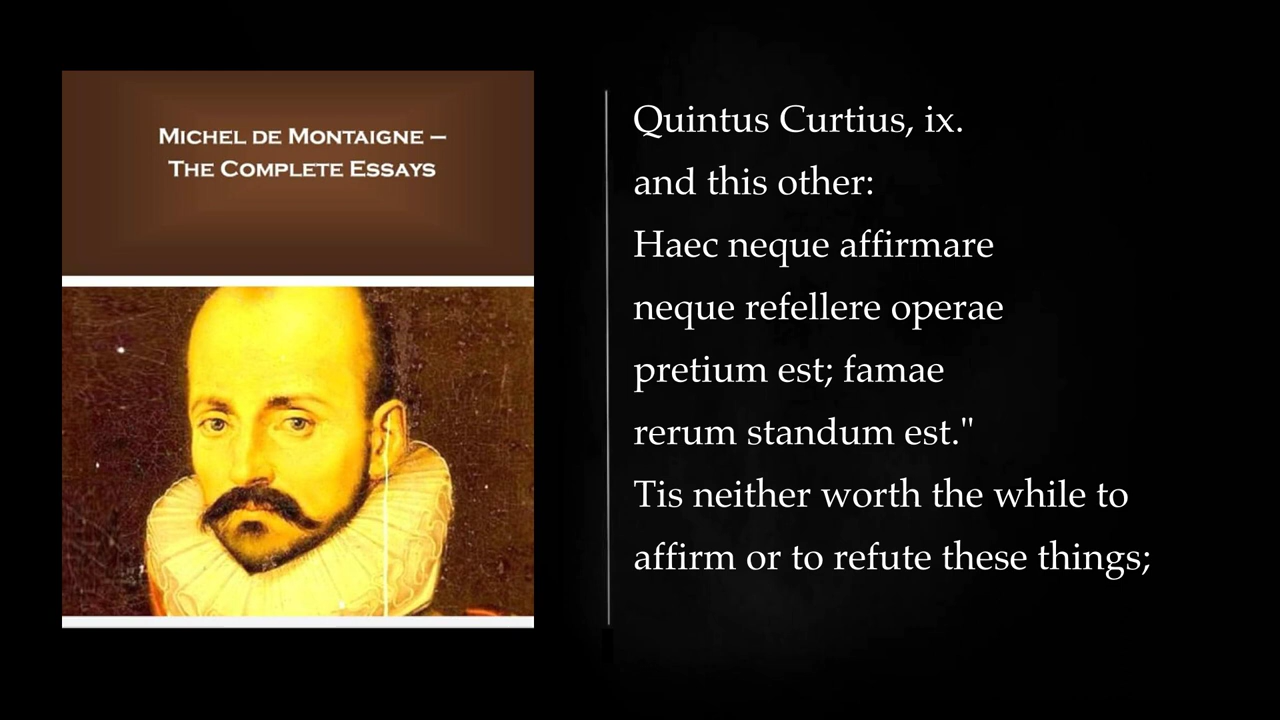 MICHEL DE MONTAIGNE –
THE COMPLETE ESSAYS
Quintus Curtius, ix.
and this other:
Haec neque affirmare
neque refellere operae
pretium est; famae
rerum standum est."
Tis neither worth the while to
affirm or to refute these things;